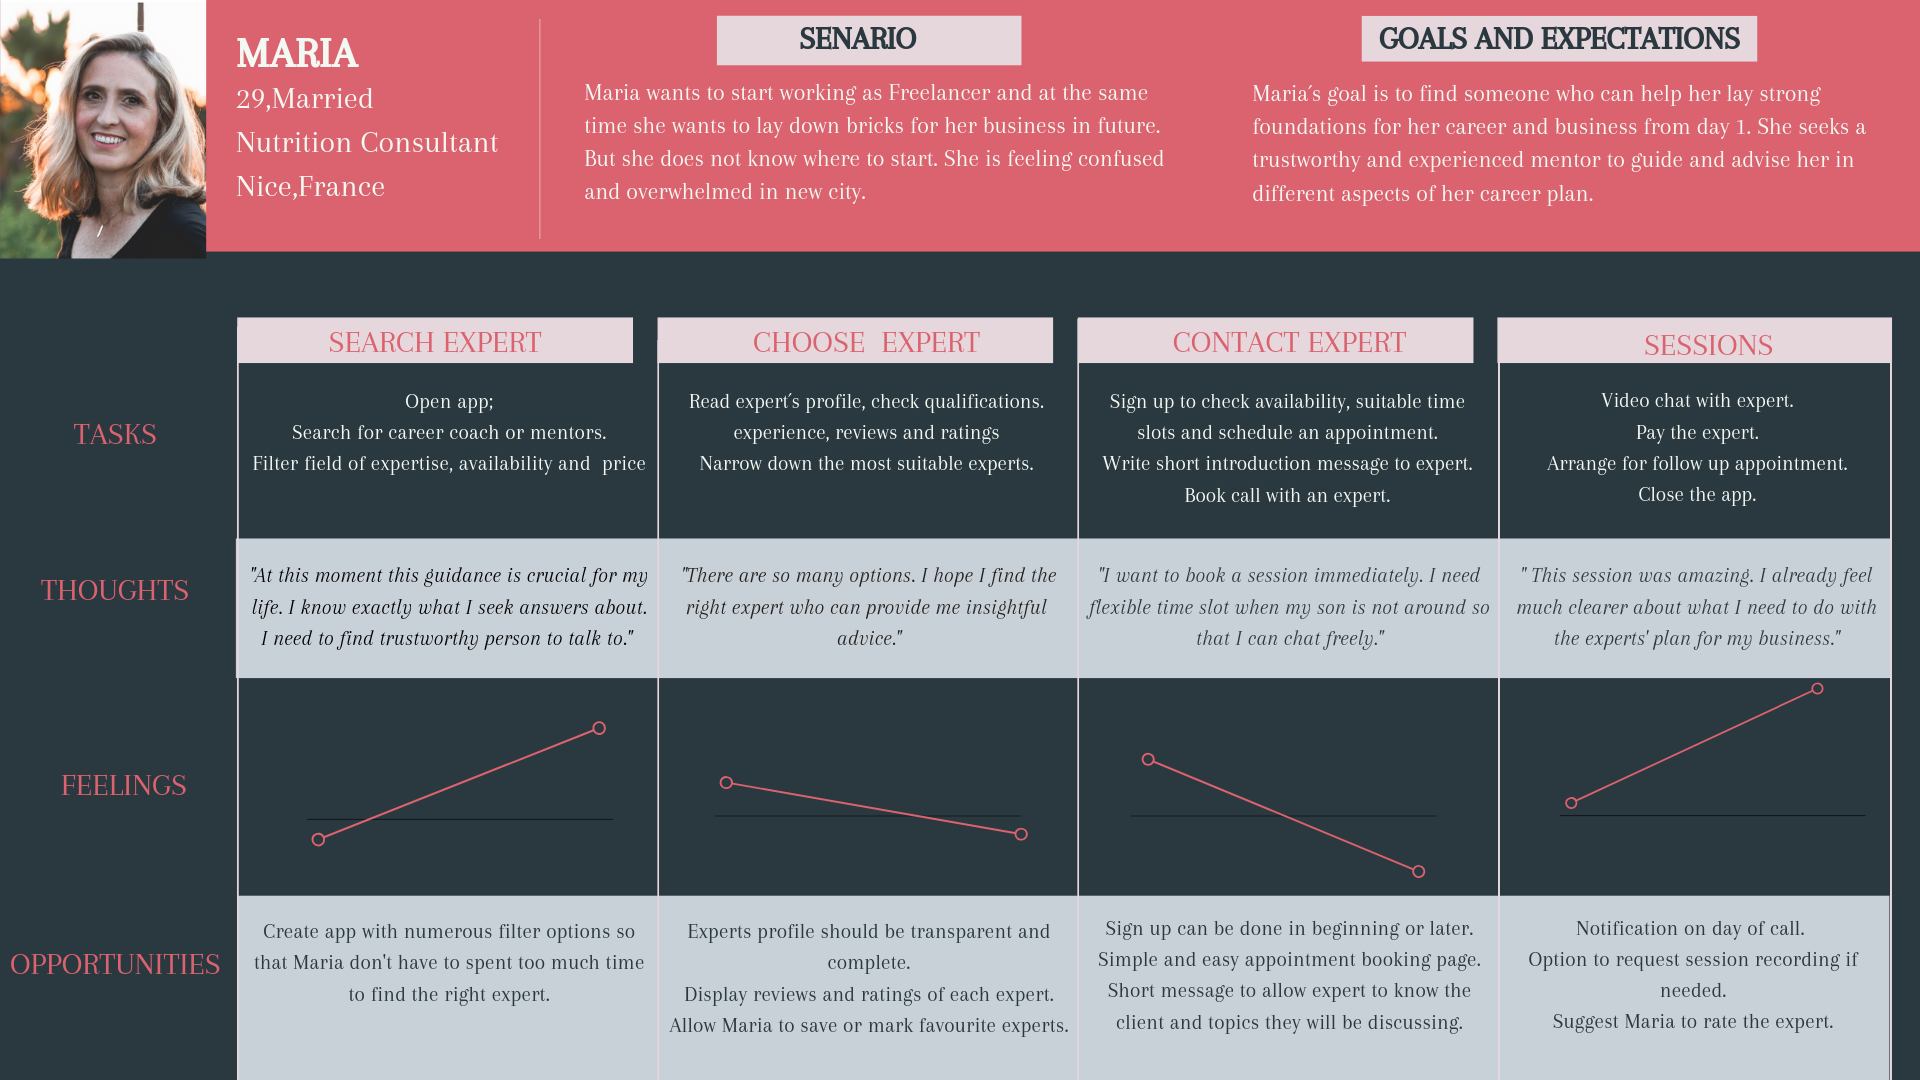 MARIA
29,Married
Nutrition Consultant
Nice,France
SENARIO
Maria wants to start working as Freelancer and at the same
time she wants to lay down bricks for her business in future.
But she does not know where to start. She is feeling confused
and overwhelmed in new city.
GOALS AND EXPECTATIONS
Maria´s goal is to find someone who can help her lay strong
foundations for her career and business from day 1. She seeks a
trustworthy and experienced mentor to guide and advise her in
different aspects of her career plan.
SEARCH EXPERT
CHOOSE  EXPERT
CONTACT EXPERT
SESSIONS
TASKS
Open app;
Search for career coach or mentors.
Filter field of expertise, availability and  price
Read expert´s profile, check qualifications.
experience, reviews and ratings
Narrow down the most suitable experts.
Sign up to check availability, suitable time
slots and schedule an appointment.
Write short introduction message to expert.
Book call with an expert.
Video chat with expert.
Pay the expert.
Arrange for follow up appointment.
Close the app.
THOUGHTS
"At this moment this guidance is crucial for my
life. I know exactly what I seek answers about.
I need to find trustworthy person to talk to."
"There are so many options. I hope I find the
right expert who can provide me insightful
advice."
"I want to book a session immediately. I need
flexible time slot when my son is not around so
that I can chat freely."
" This session was amazing. I already feel
much clearer about what I need to do with
the experts' plan for my business."
FEELINGS
OPPORTUNITIES
Create app with numerous filter options so
that Maria don't have to spent too much time
to find the right expert.
Experts profile should be transparent and
complete.
Display reviews and ratings of each expert.
Allow Maria to save or mark favourite experts.
Sign up can be done in beginning or later.
Simple and easy appointment booking page.
Short message to allow expert to know the
client and topics they will be discussing.
Notification on day of call.
Option to request session recording if
needed.
Suggest Maria to rate the expert.